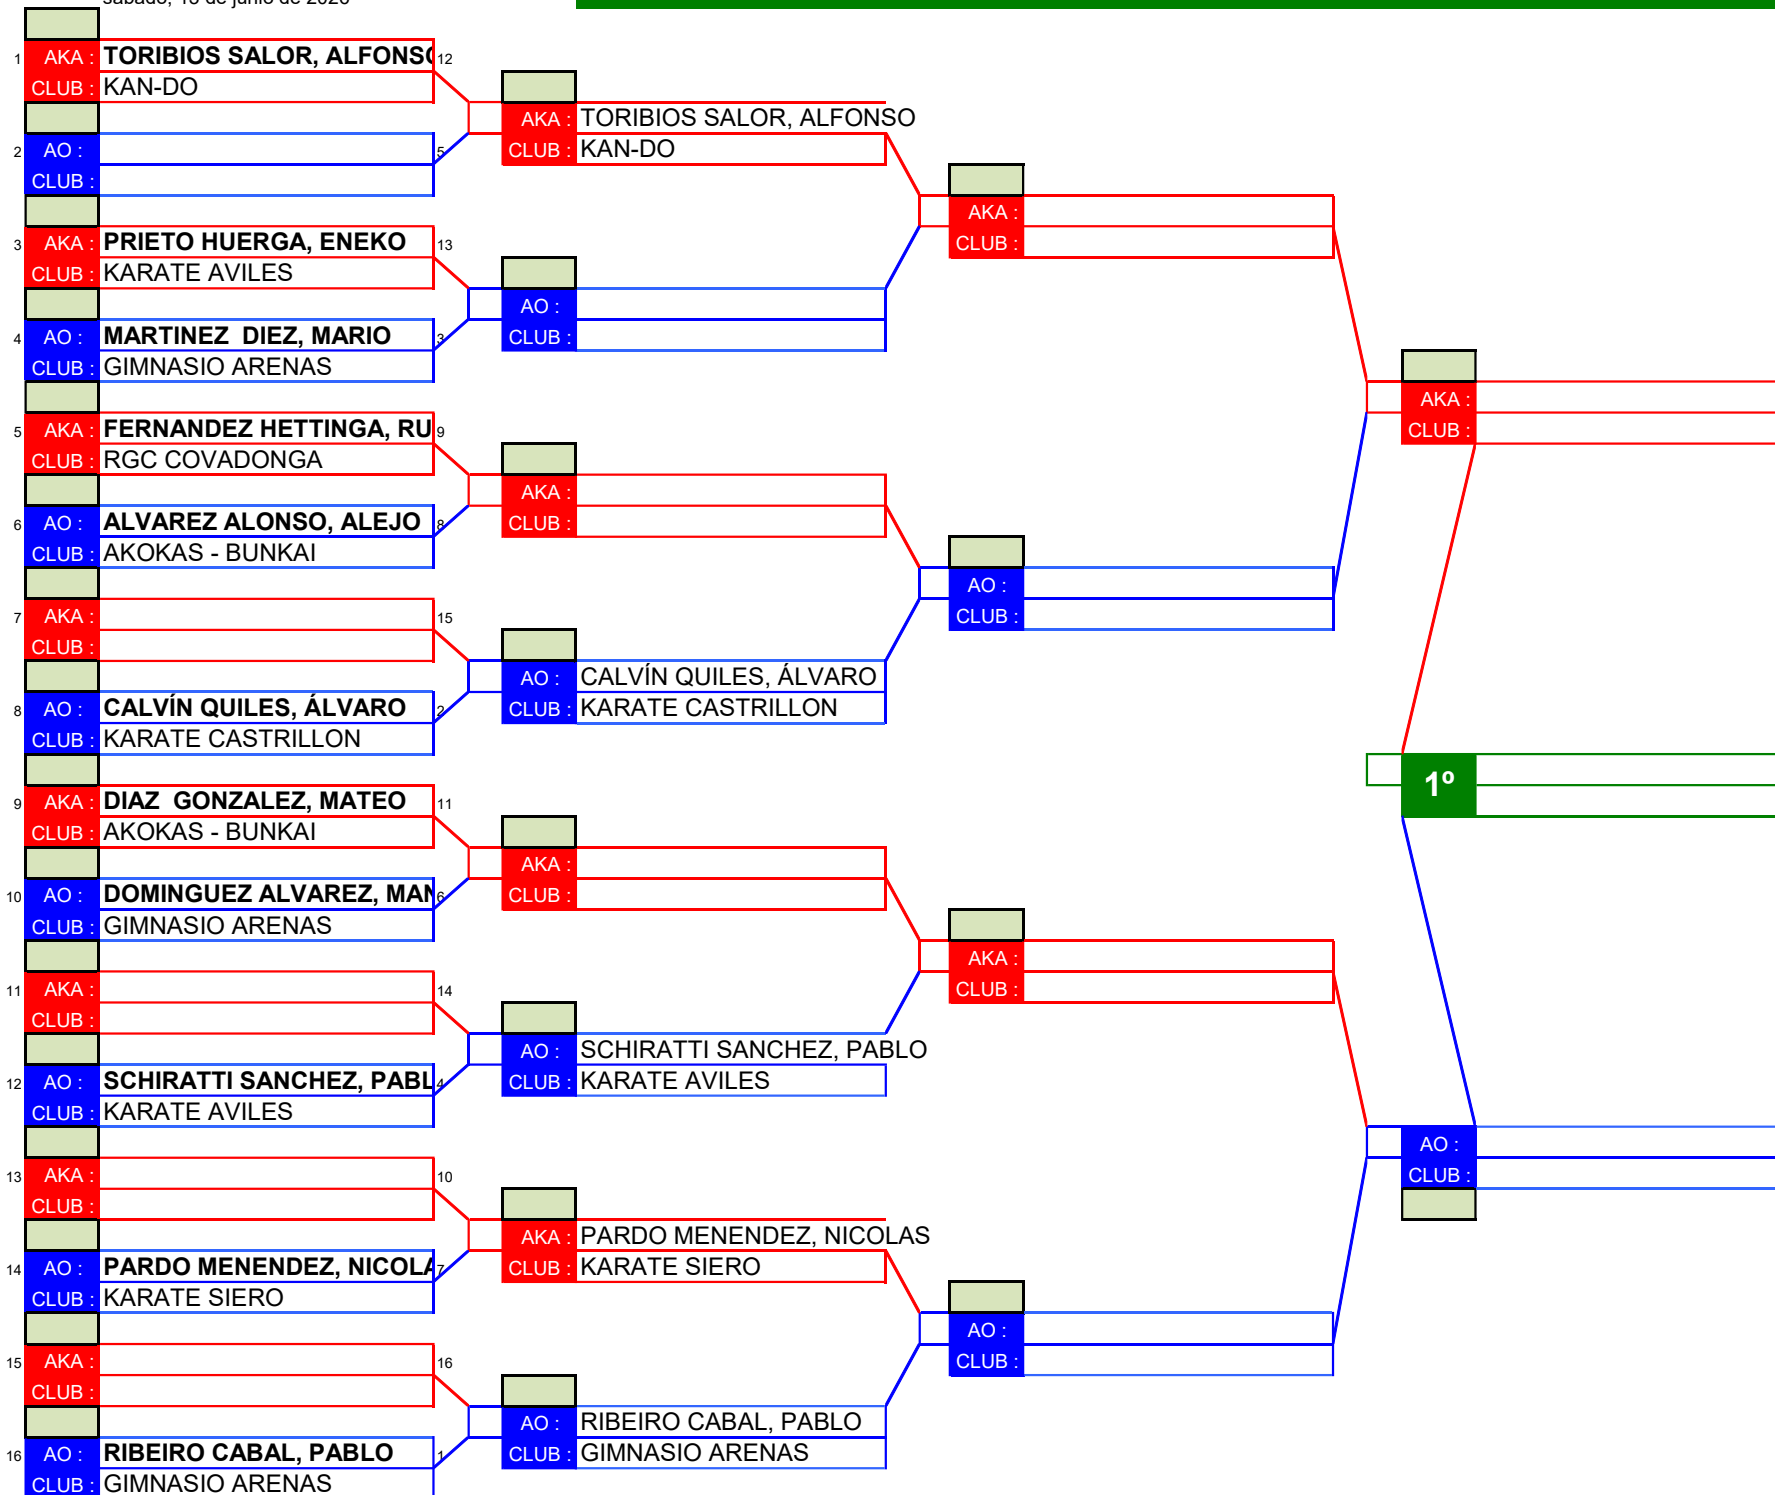 1 AKA : TORIBIOS SALOR, ALFONSO 12
CLUB : KAN-DO
2 AO : 5
CLUB :
3 AKA : PRIETO HUERGA, ENEKO 13
CLUB : KARATE AVILES
4 AO : MARTINEZ  DIEZ, MARIO 3
CLUB : GIMNASIO ARENAS
5 AKA : FERNANDEZ HETTINGA, RU 9
CLUB : RGC COVADONGA
6 AO : ALVAREZ ALONSO, ALEJO 8
CLUB : AKOKAS - BUNKAI
7 AKA : 15
CLUB :
8 AO : CALVÍN QUILES, ÁLVARO 2
CLUB : KARATE CASTRILLON
9 AKA : DIAZ  GONZALEZ, MATEO 11
CLUB : AKOKAS - BUNKAI
10 AO : DOMINGUEZ ALVAREZ, MAN 6
CLUB : GIMNASIO ARENAS
11 AKA : 14
CLUB :
12 AO : SCHIRATTI SANCHEZ, PABL 4
CLUB : KARATE AVILES
13 AKA : 10
CLUB :
14 AO : PARDO MENENDEZ, NICOLA 7
CLUB : KARATE SIERO
15 AKA : 16
CLUB :
16 AO : RIBEIRO CABAL, PABLO 1
CLUB : GIMNASIO ARENAS
AKA : TORIBIOS SALOR, ALFONSO
CLUB : KAN-DO
AO :
CLUB :
AKA :
CLUB :
AO : CALVÍN QUILES, ÁLVARO
CLUB : KARATE CASTRILLON
AKA :
CLUB :
AO : SCHIRATTI SANCHEZ, PABLO
CLUB : KARATE AVILES
AKA : PARDO MENENDEZ, NICOLAS
CLUB : KARATE SIERO
AO : RIBEIRO CABAL, PABLO
CLUB : GIMNASIO ARENAS
AKA :
CLUB :
AO :
CLUB :
AKA :
CLUB :
AO :
CLUB :
AKA :
CLUB :
1º
AO :
CLUB :